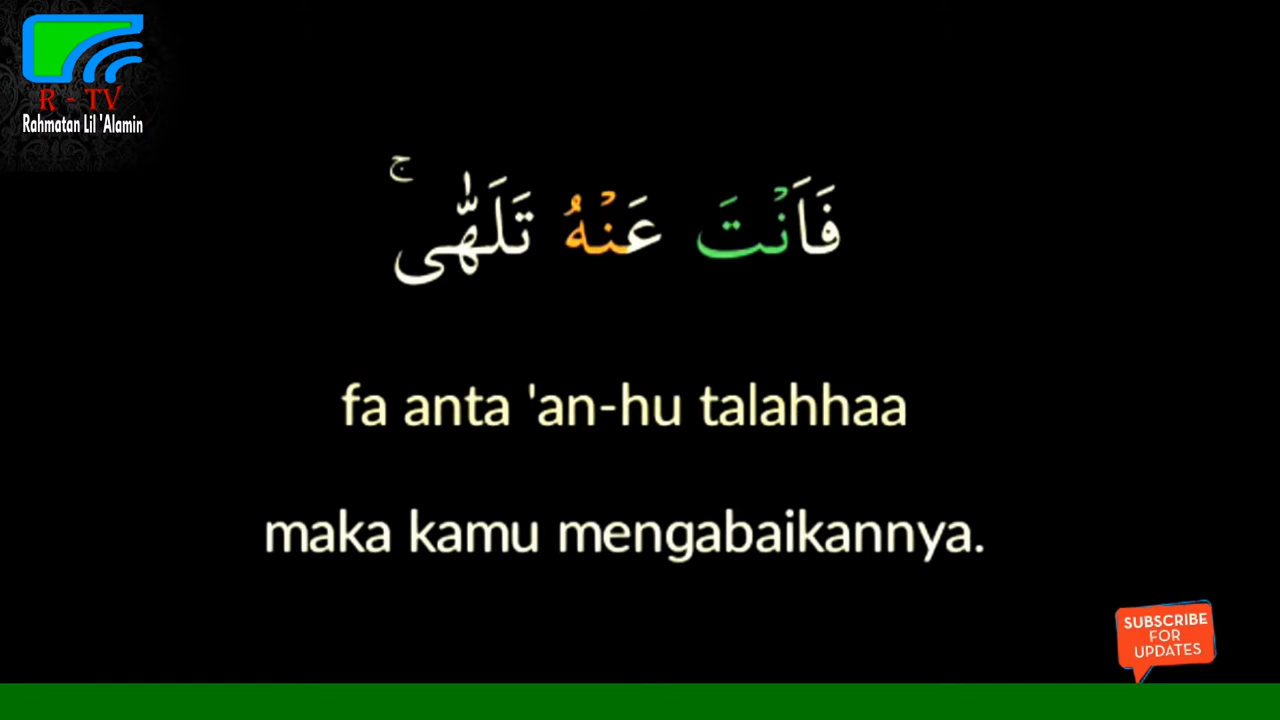 R - TV
Rahmatan Lil 'Alamin
فَاَنْتَ عَنْهُ تَلَهّٰى ۚ
fa anta 'an-hu talahhaa
maka kamu mengabaikannya.
SUBSCRIBE
FOR
UPDATES